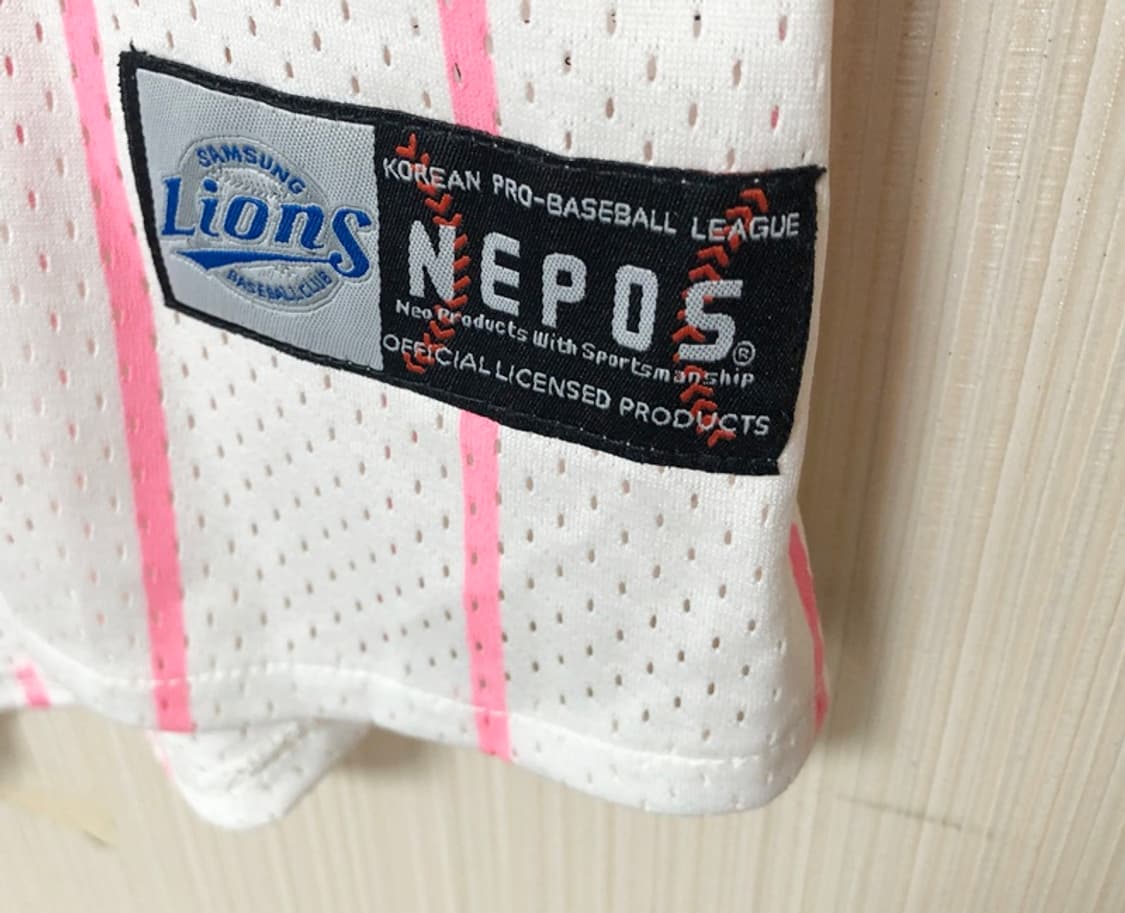 SAMSUNG
Lions
BASEBALL CLUB
KOREAN PRO-BASEBALL LEAGUE
NEPOS®
Neo Products With Sportsmanship
OFFICIAL LICENSED PRODUCTS